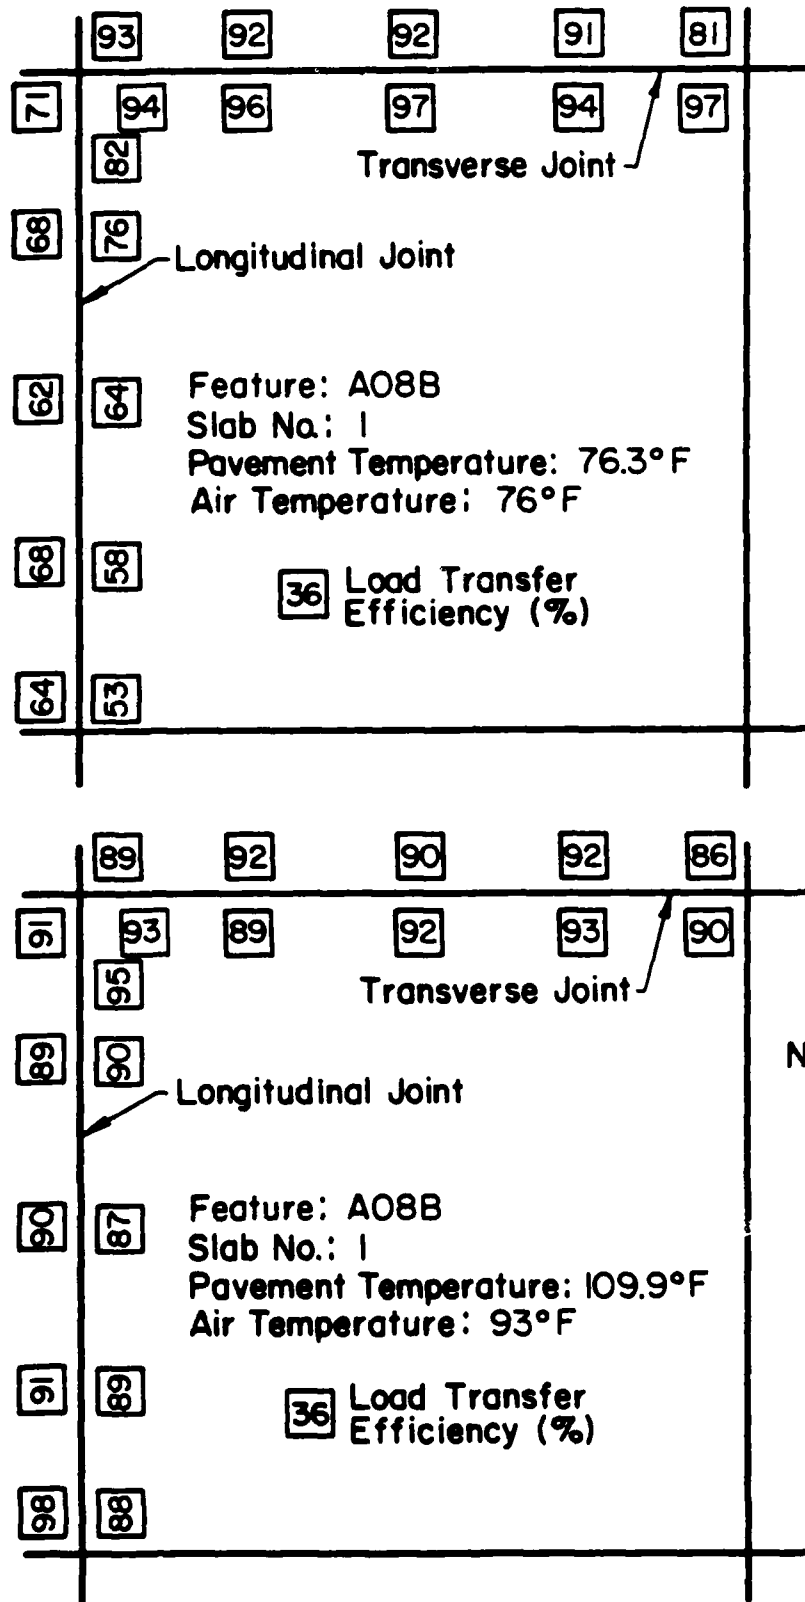 93 92 92 91 81
71 94 96 97 94 97
82
Transverse Joint
68 76
Longitudinal Joint
62 64
Feature: A08B
Slab No.: 1
Pavement Temperature: 76.3°F
Air Temperature: 76°F
68 58
36 Load Transfer
Efficiency (%)
64 53
89 92 90 92 86
91 93 89 92 93 90
95
Transverse Joint
89 90
N
Longitudinal Joint
90 87
Feature: A08B
Slab No.: 1
Pavement Temperature: 109.9°F
Air Temperature: 93°F
91 89
36 Load Transfer
Efficiency (%)
98 88